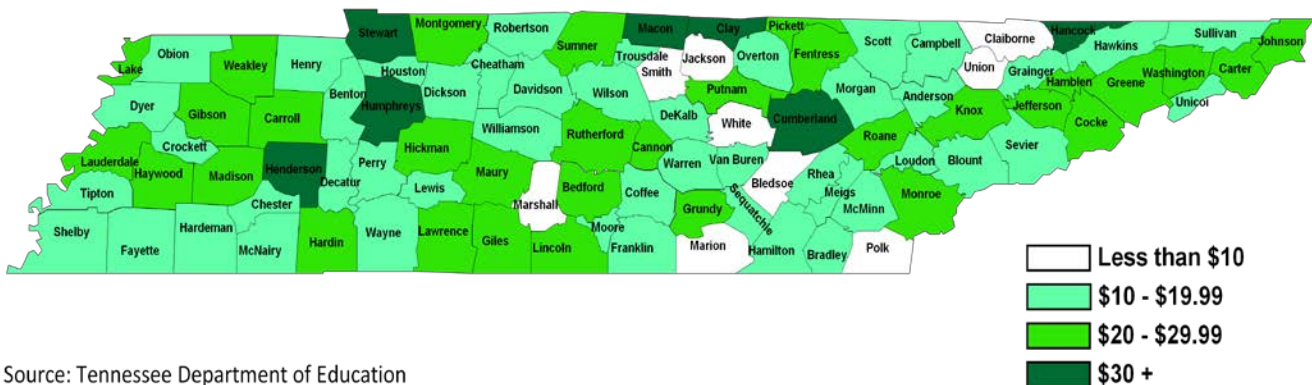 Stewart
Montgomery
Robertson
Sumner
Macon
Clay
Pickett
Fentress
Scott
Campbell
Claiborne
Hancock
Hawkins
Sullivan
Johnson
Lake
Obion
Weakley
Henry
Houston
Cheatham
Trousdale
Smith
Jackson
Overton
Union
Grainger
Hamblen
Greene
Washington
Carter
Unicoi
Dyer
Gibson
Carroll
Benton
Humphreys
Dickson
Davidson
Wilson
Putnam
Morgan
Anderson
Knox
Jefferson
Cocke
Crockett
Williamson
Rutherford
Cannon
DeKalb
White
Cumberland
Roane
Loudon
Blount
Sevier
Lauderdale
Haywood
Madison
Henderson
Decatur
Perry
Hickman
Maury
Warren
Van Buren
Bledsoe
Rhea
Meigs
McMinn
Monroe
Tipton
Chester
Lewis
Marshall
Bedford
Coffee
Grundy
Sequatchie
Shelby
Fayette
Hardeman
McNairy
Hardin
Wayne
Lawrence
Giles
Lincoln
Moore
Franklin
Marion
Hamilton
Bradley
Polk
Less than $10
$10 - $19.99
$20 - $29.99
$30 +
Source: Tennessee Department of Education